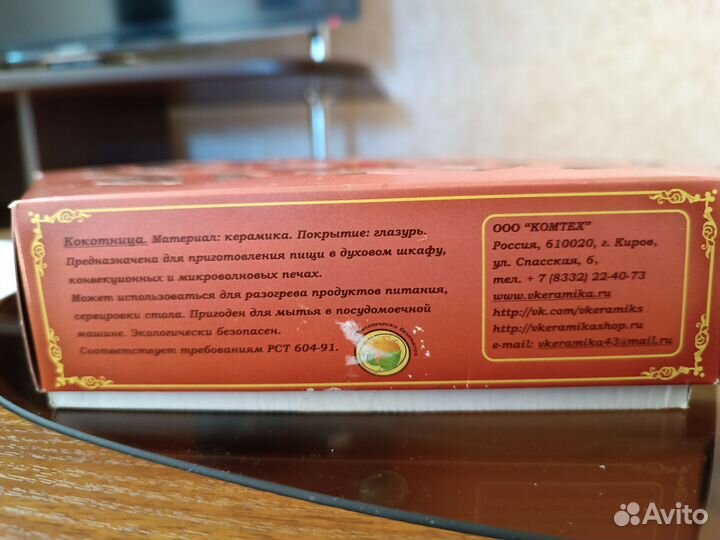 Кокотница. Материал: керамика. Покрытие: глазурь.
Предназначена для приготовления пищи в духовом шкафу,
конвекционных и микроволновых печах.
Может использоваться для разогрева продуктов питания,
сервировки стола. Пригоден для мытья в посудомоечной
машине. Экологически безопасен.
Соответствует требованиям РСТ 604-91.
экологически безопасен
ООО "КОМТЕХ"
Россия, 610020, г. Киров,
ул. Спасская, 6,
тел. + 7 (8332) 22-40-73
www.vkeramika.ru
http://vk.com/vkeramiks
http://vkeramikashop.ru
e-mail: vkeramika43@mail.ru
Avito